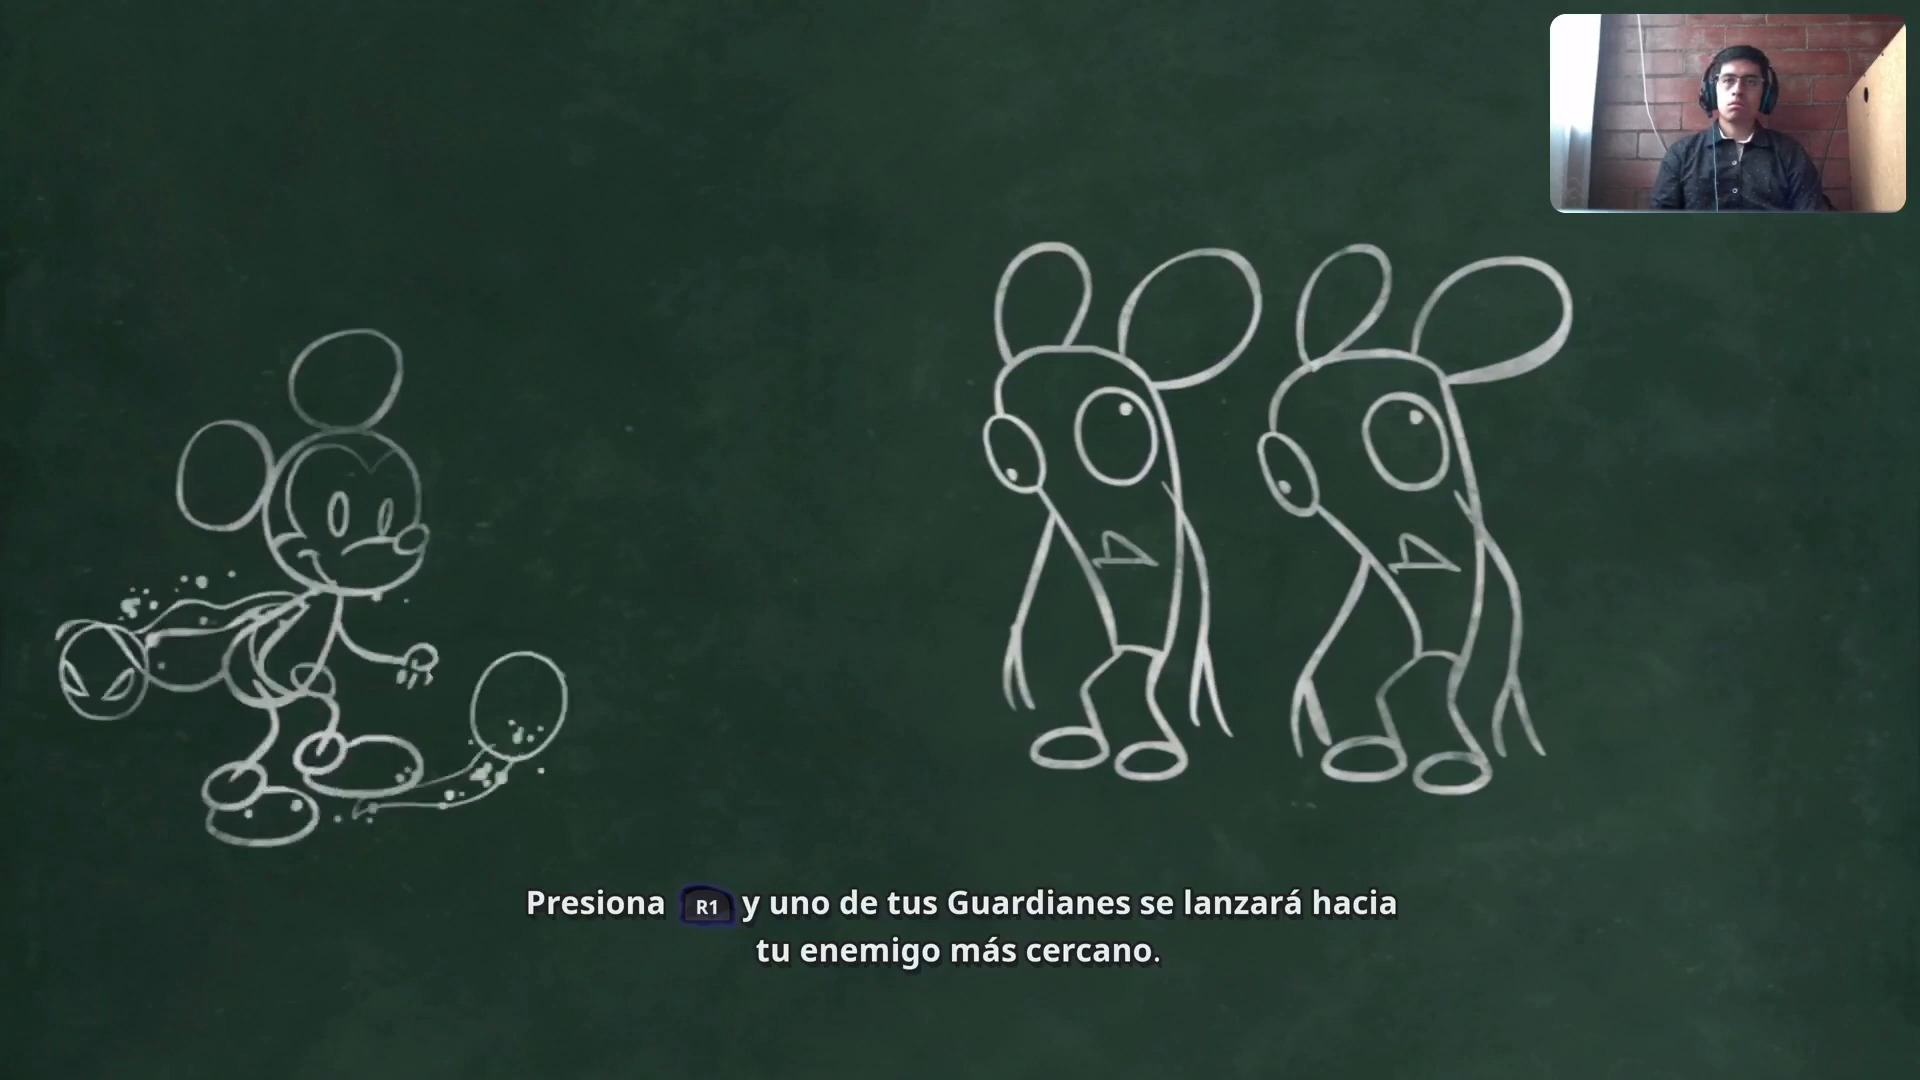 Presiona R1 y uno de tus Guardianes se lanzará hacia
tu enemigo más cercano.